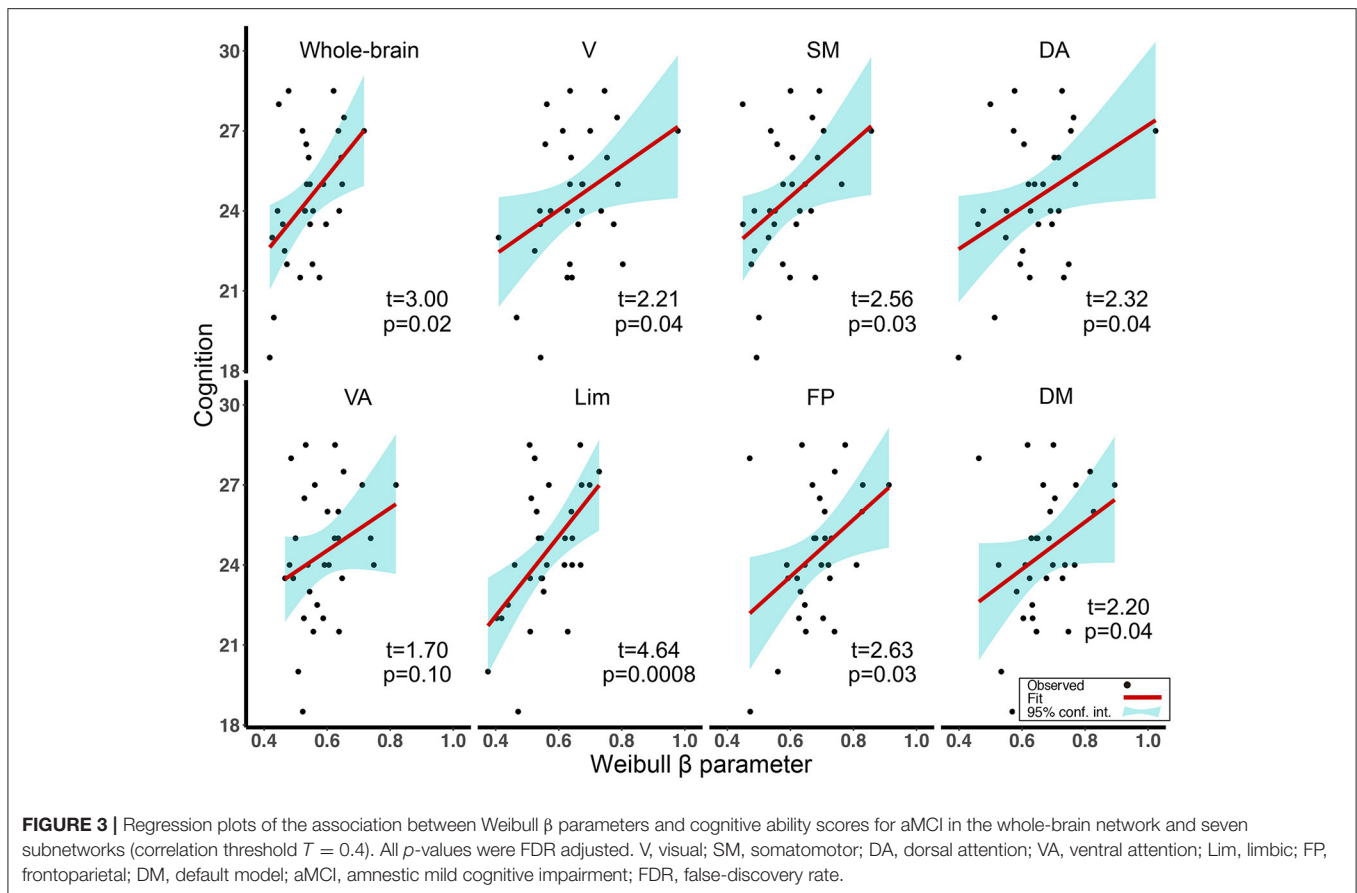 Whole-brain V SM DA
30
27
24
21
18
t=3.00 t=2.21 t=2.56 t=2.32
p=0.02 p=0.04 p=0.03 p=0.04
Cognition
VA Lim FP DM
30
27
24
21
18
t=1.70 t=4.64 t=2.63 t=2.20
p=0.10 p=0.0008 p=0.03 p=0.04
Observed
Fit
95% conf. int.
0.4 0.6 0.8 1.0 0.4 0.6 0.8 1.0 0.4 0.6 0.8 1.0 0.4 0.6 0.8 1.0
Weibull β parameter
FIGURE 3 | Regression plots of the association between Weibull β parameters and cognitive ability scores for aMCI in the whole-brain network and seven
subnetworks (correlation threshold T = 0.4). All p-values were FDR adjusted. V, visual; SM, somatomotor; DA, dorsal attention; VA, ventral attention; Lim, limbic; FP,
frontoparietal; DM, default model; aMCI, amnestic mild cognitive impairment; FDR, false-discovery rate.